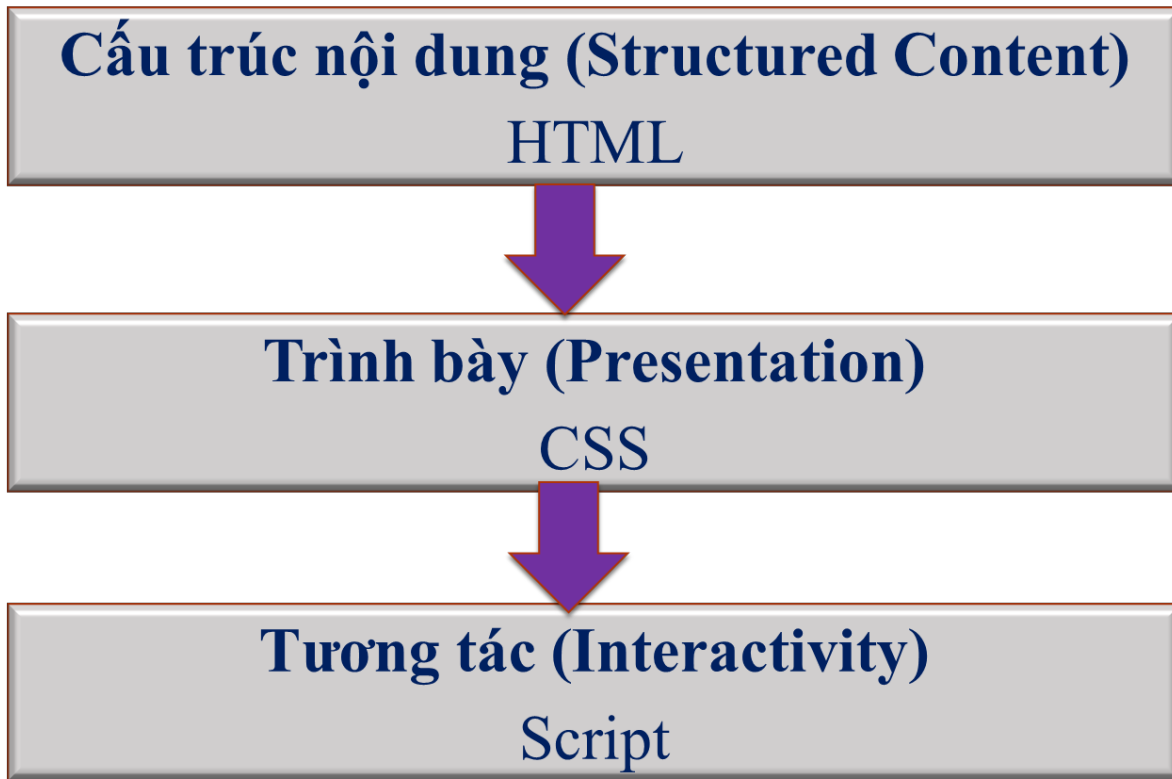 Cấu trúc nội dung (Structured Content)
HTML
Trình bày (Presentation)
CSS
Tương tác (Interactivity)
Script